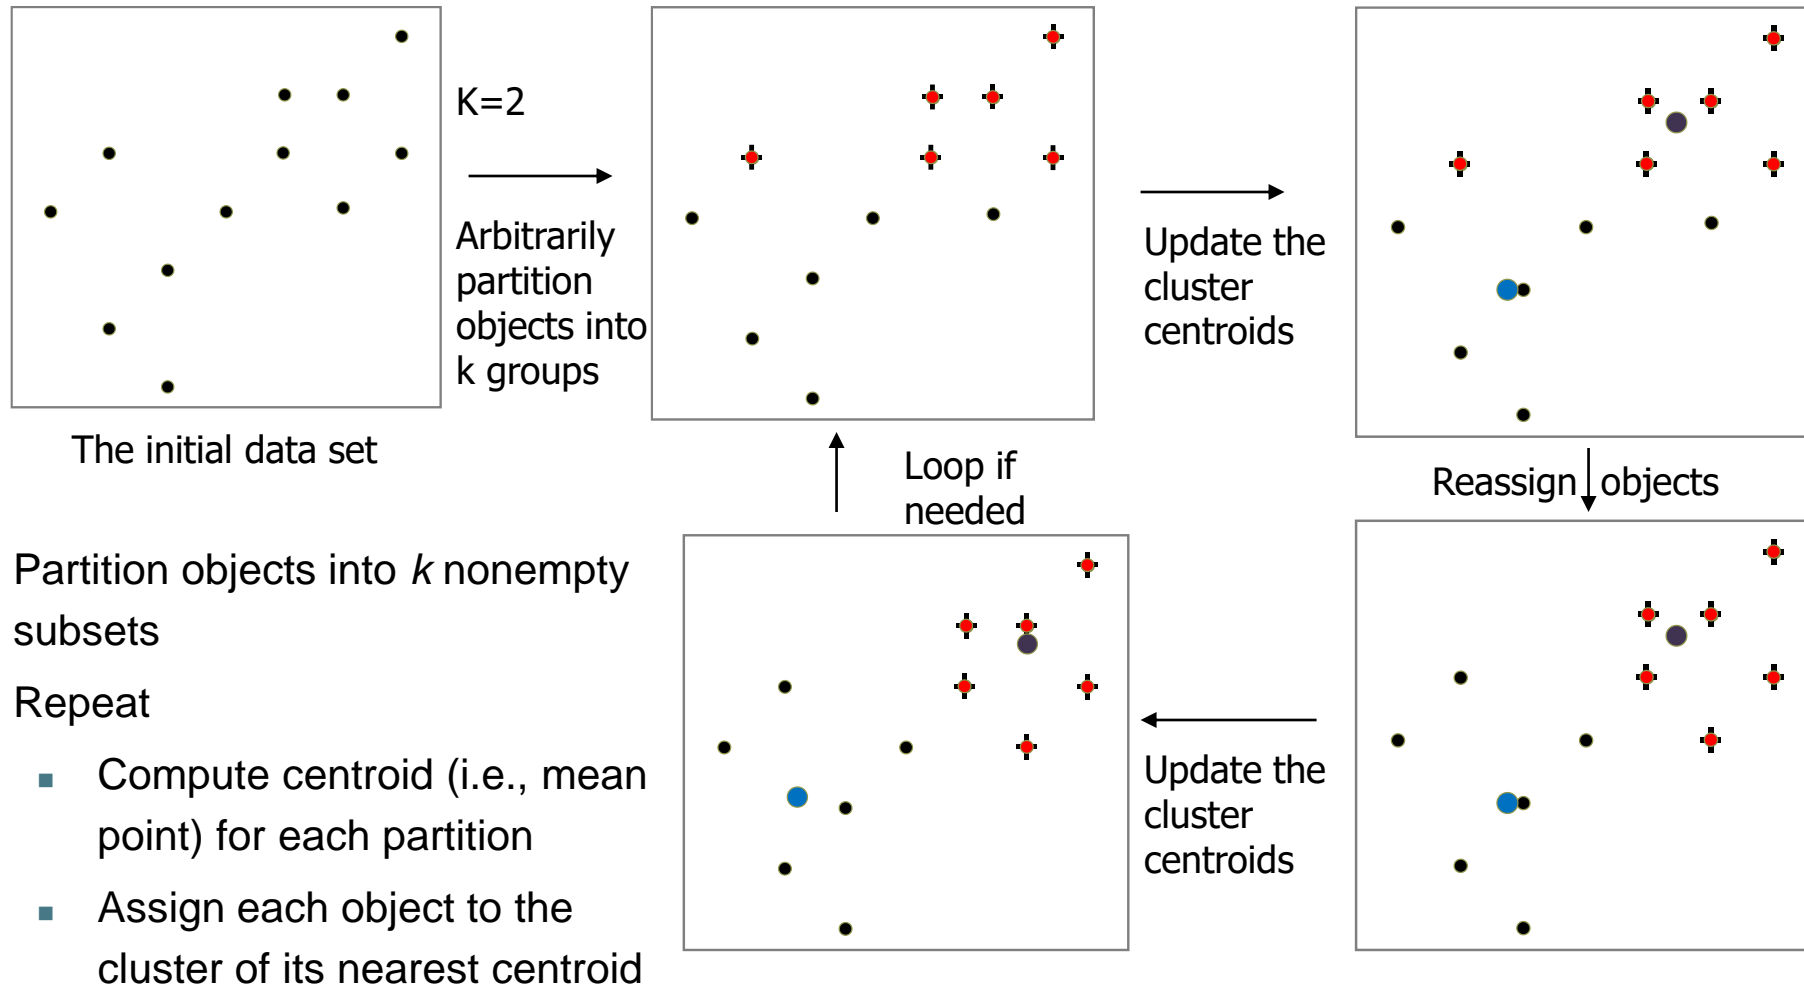 K=2
Arbitrarily
partition
objects into
k groups
Update the
cluster
centroids
The initial data set
Loop if
needed
Reassign objects
Update the
cluster
centroids
Partition objects into k nonempty
subsets
Repeat
▪ Compute centroid (i.e., mean
point) for each partition
▪ Assign each object to the
cluster of its nearest centroid